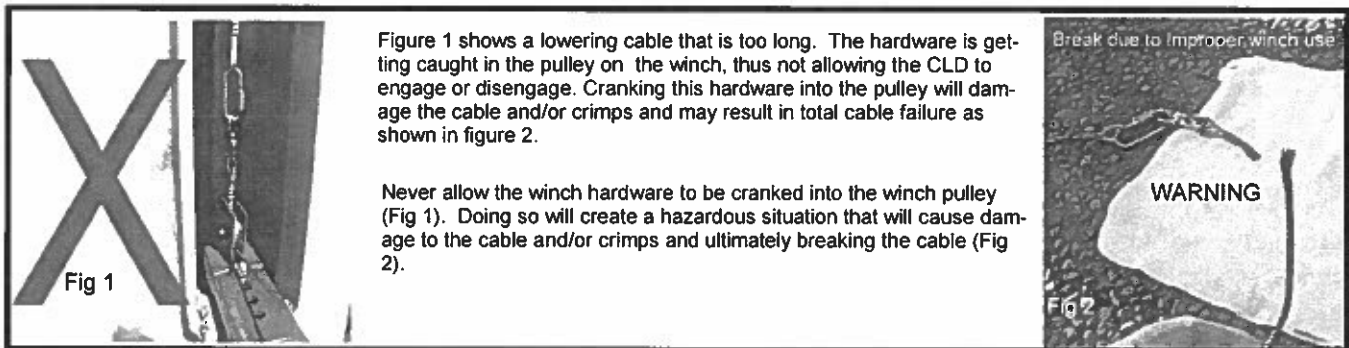 Fig 1
Figure 1 shows a lowering cable that is too long. The hardware is get-
ting caught in the pulley on the winch, thus not allowing the CLD to
engage or disengage. Cranking this hardware into the pulley will dam-
age the cable and/or crimps and may result in total cable failure as
shown in figure 2.
Never allow the winch hardware to be cranked into the winch pulley
(Fig 1). Doing so will create a hazardous situation that will cause dam-
age to the cable and/or crimps and ultimately breaking the cable (Fig
2).
Break due to Improper winch use
WARNING
Fig 2